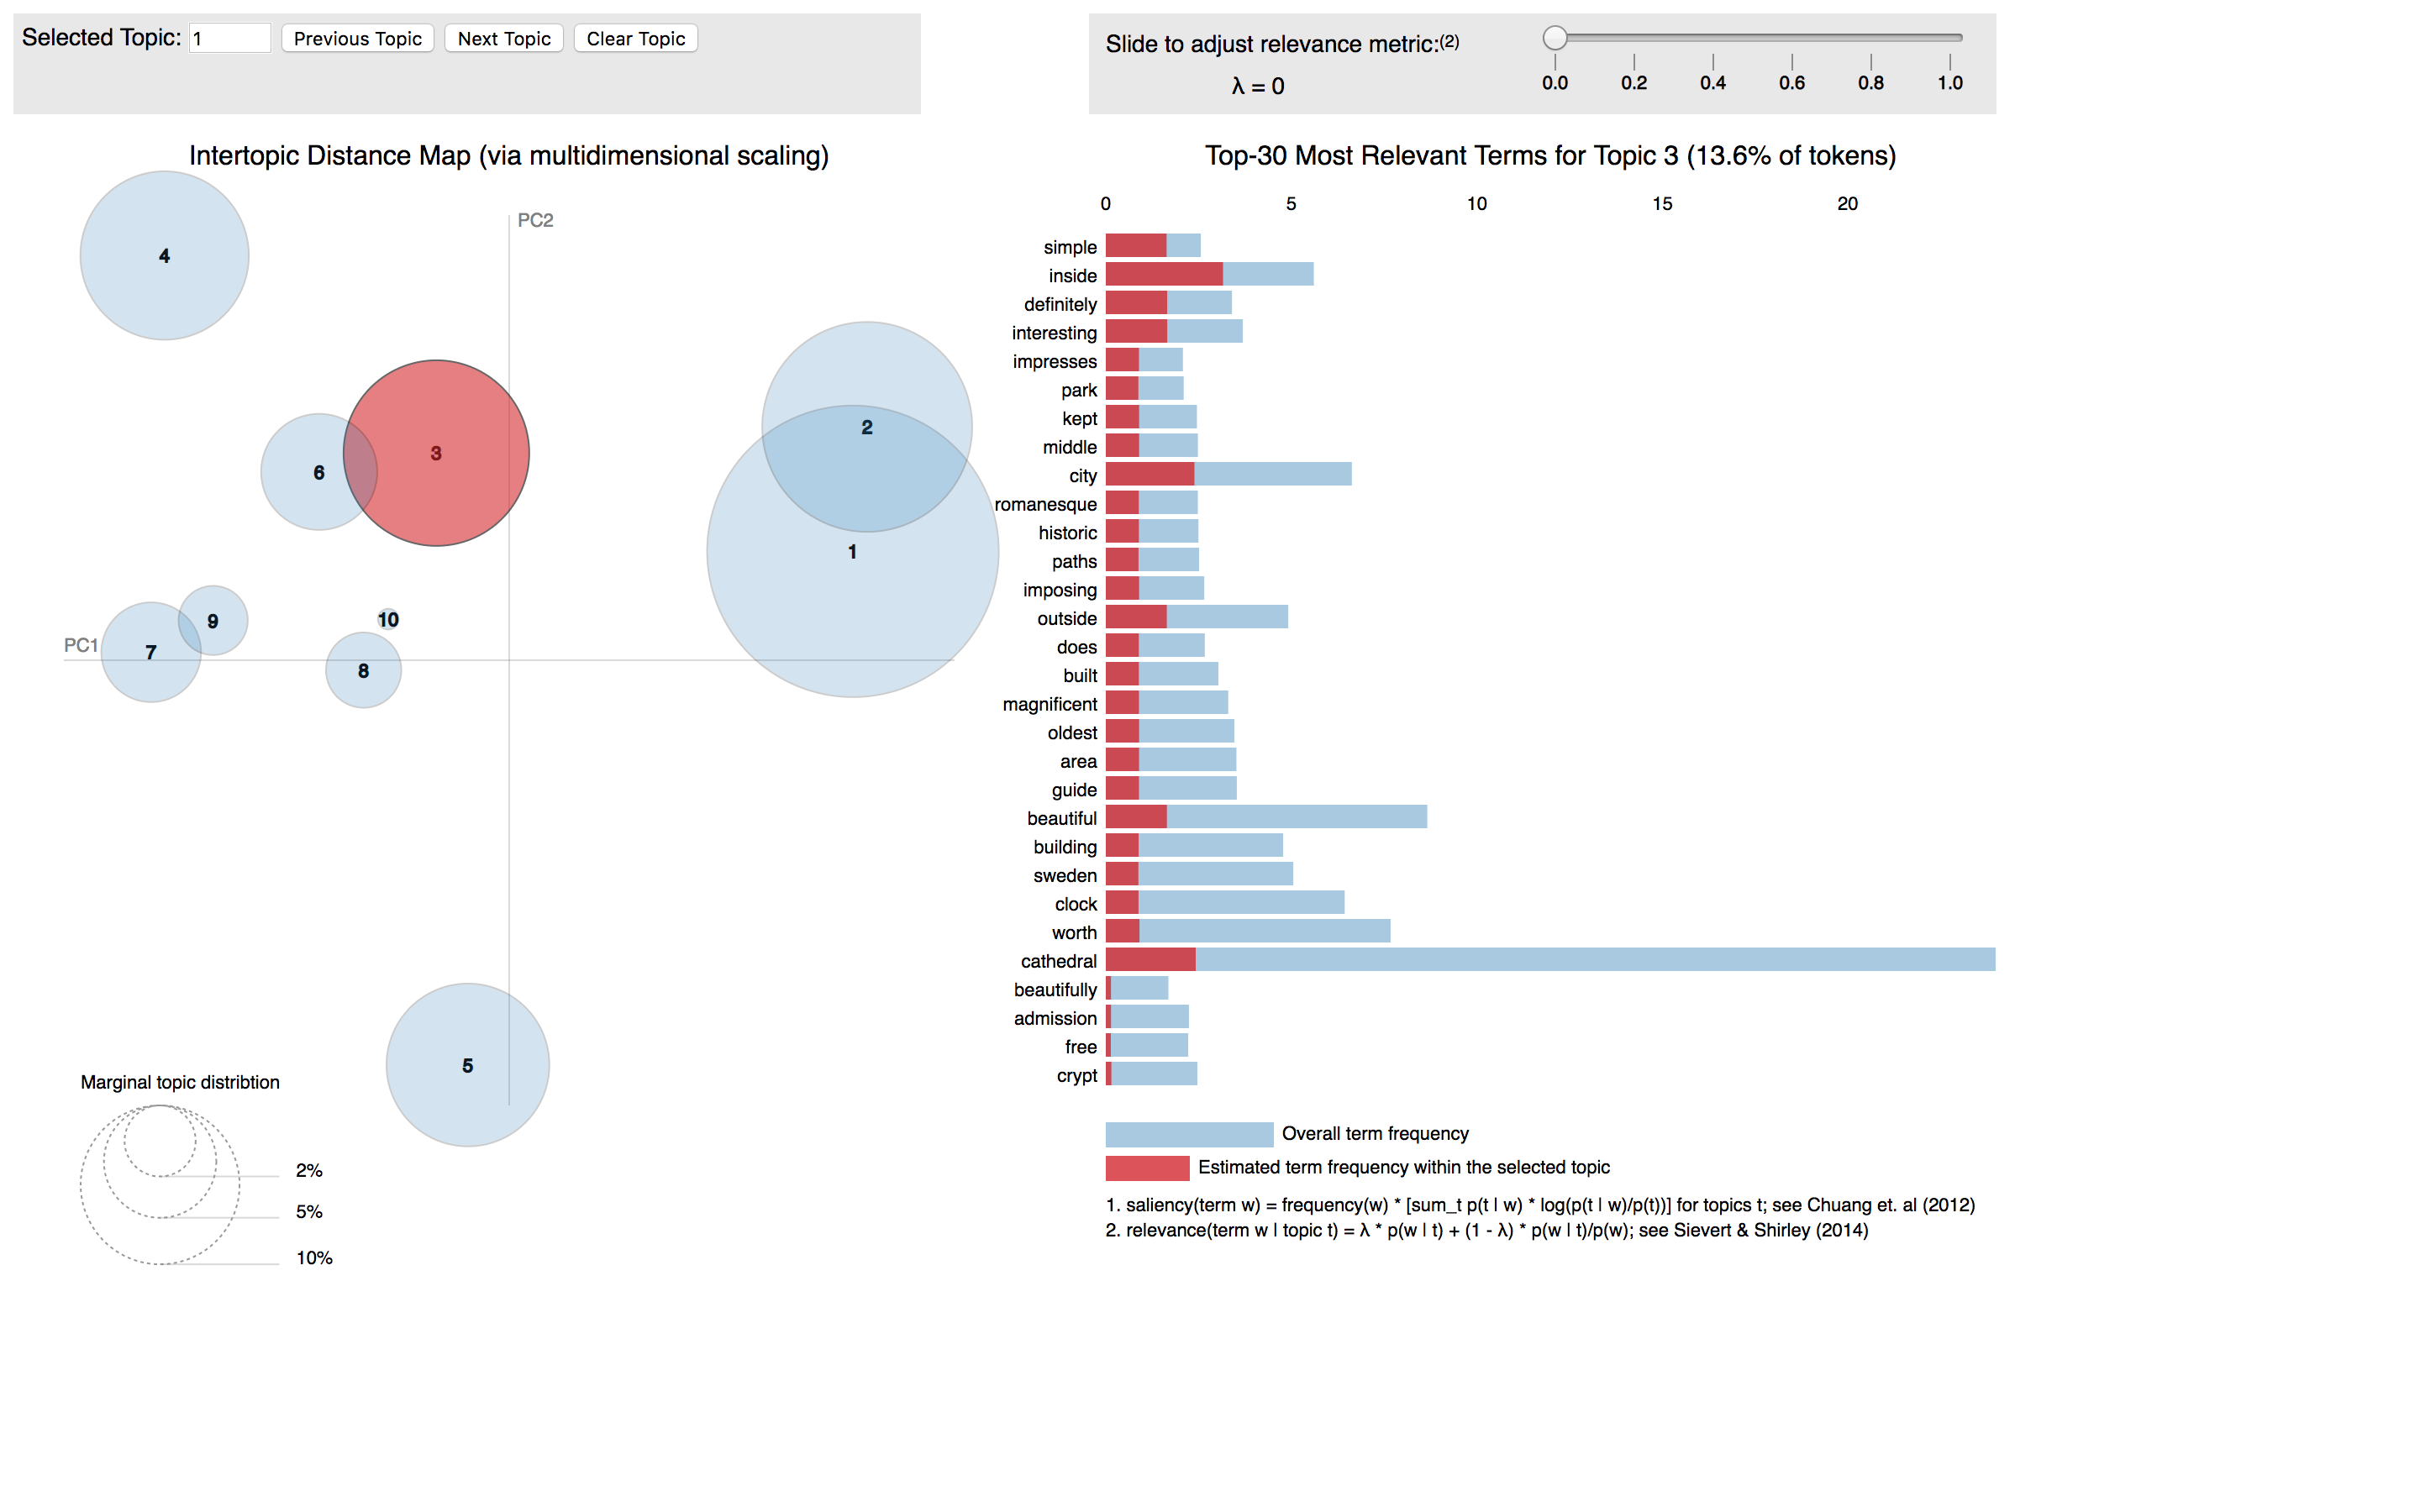 Selected Topic: 1 Previous Topic Next Topic Clear Topic
Slide to adjust relevance metric:(2)
λ = 0
0.0 0.2 0.4 0.6 0.8 1.0
Intertopic Distance Map (via multidimensional scaling)
PC2
PC1
4
2
3
6
1
9
10
7
8
5
Marginal topic distribtion
2%
5%
10%
Top-30 Most Relevant Terms for Topic 3 (13.6% of tokens)
0 5 10 15 20
simple
inside
definitely
interesting
impresses
park
kept
middle
city
romanesque
historic
paths
imposing
outside
does
built
magnificent
oldest
area
guide
beautiful
building
sweden
clock
worth
cathedral
beautifully
admission
free
crypt
Overall term frequency
Estimated term frequency within the selected topic
1. saliency(term w) = frequency(w) * [sum_t p(t | w) * log(p(t | w)/p(t))] for topics t; see Chuang et. al (2012)
2. relevance(term w | topic t) = λ * p(w | t) + (1 - λ) * p(w | t)/p(w); see Sievert & Shirley (2014)